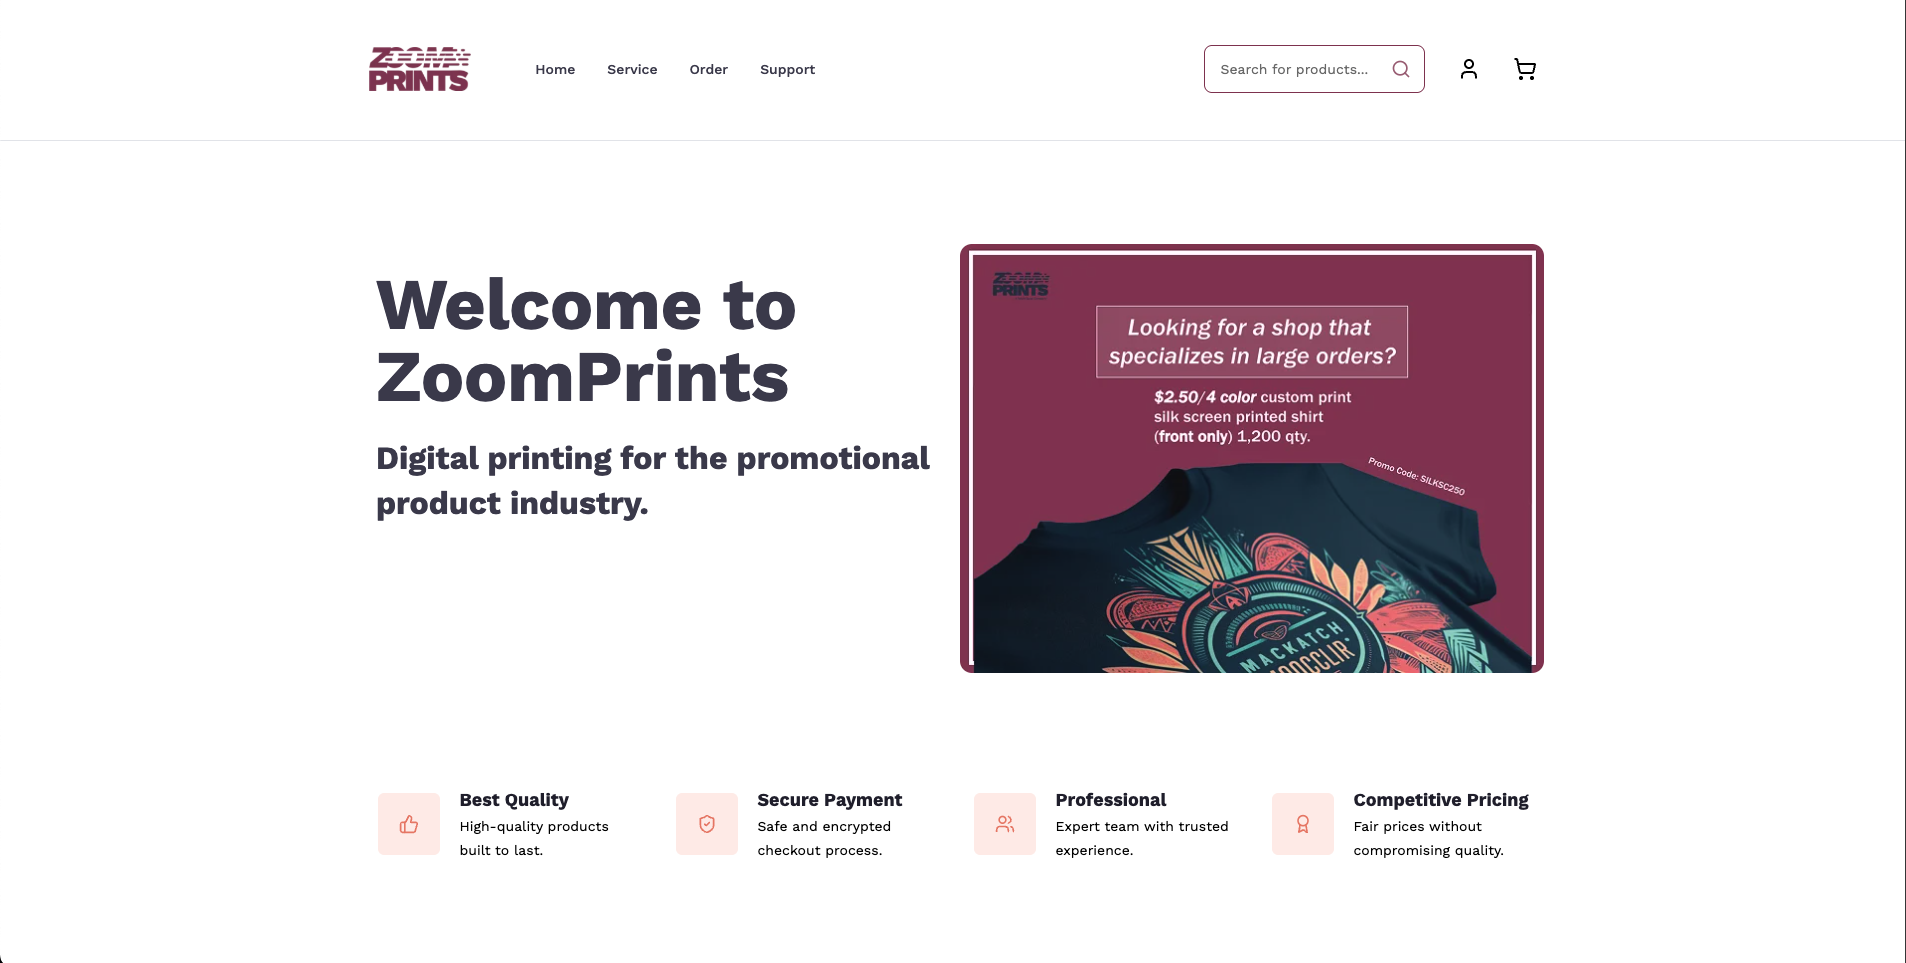 ZOOM
PRINTS
Home
Service
Order
Support
Search for products...
Welcome to
ZoomPrints
Digital printing for the promotional
product industry.
ZOOM
PRINTS
Looking for a shop that
specializes in large orders?
$2.50/4 color custom print
silk screen printed shirt
(front only) 1,200 qty.
Promo Code: SILKSC250
MACKATCH
Best Quality
High-quality products
built to last.
Secure Payment
Safe and encrypted
checkout process.
Professional
Expert team with trusted
experience.
Competitive Pricing
Fair prices without
compromising quality.